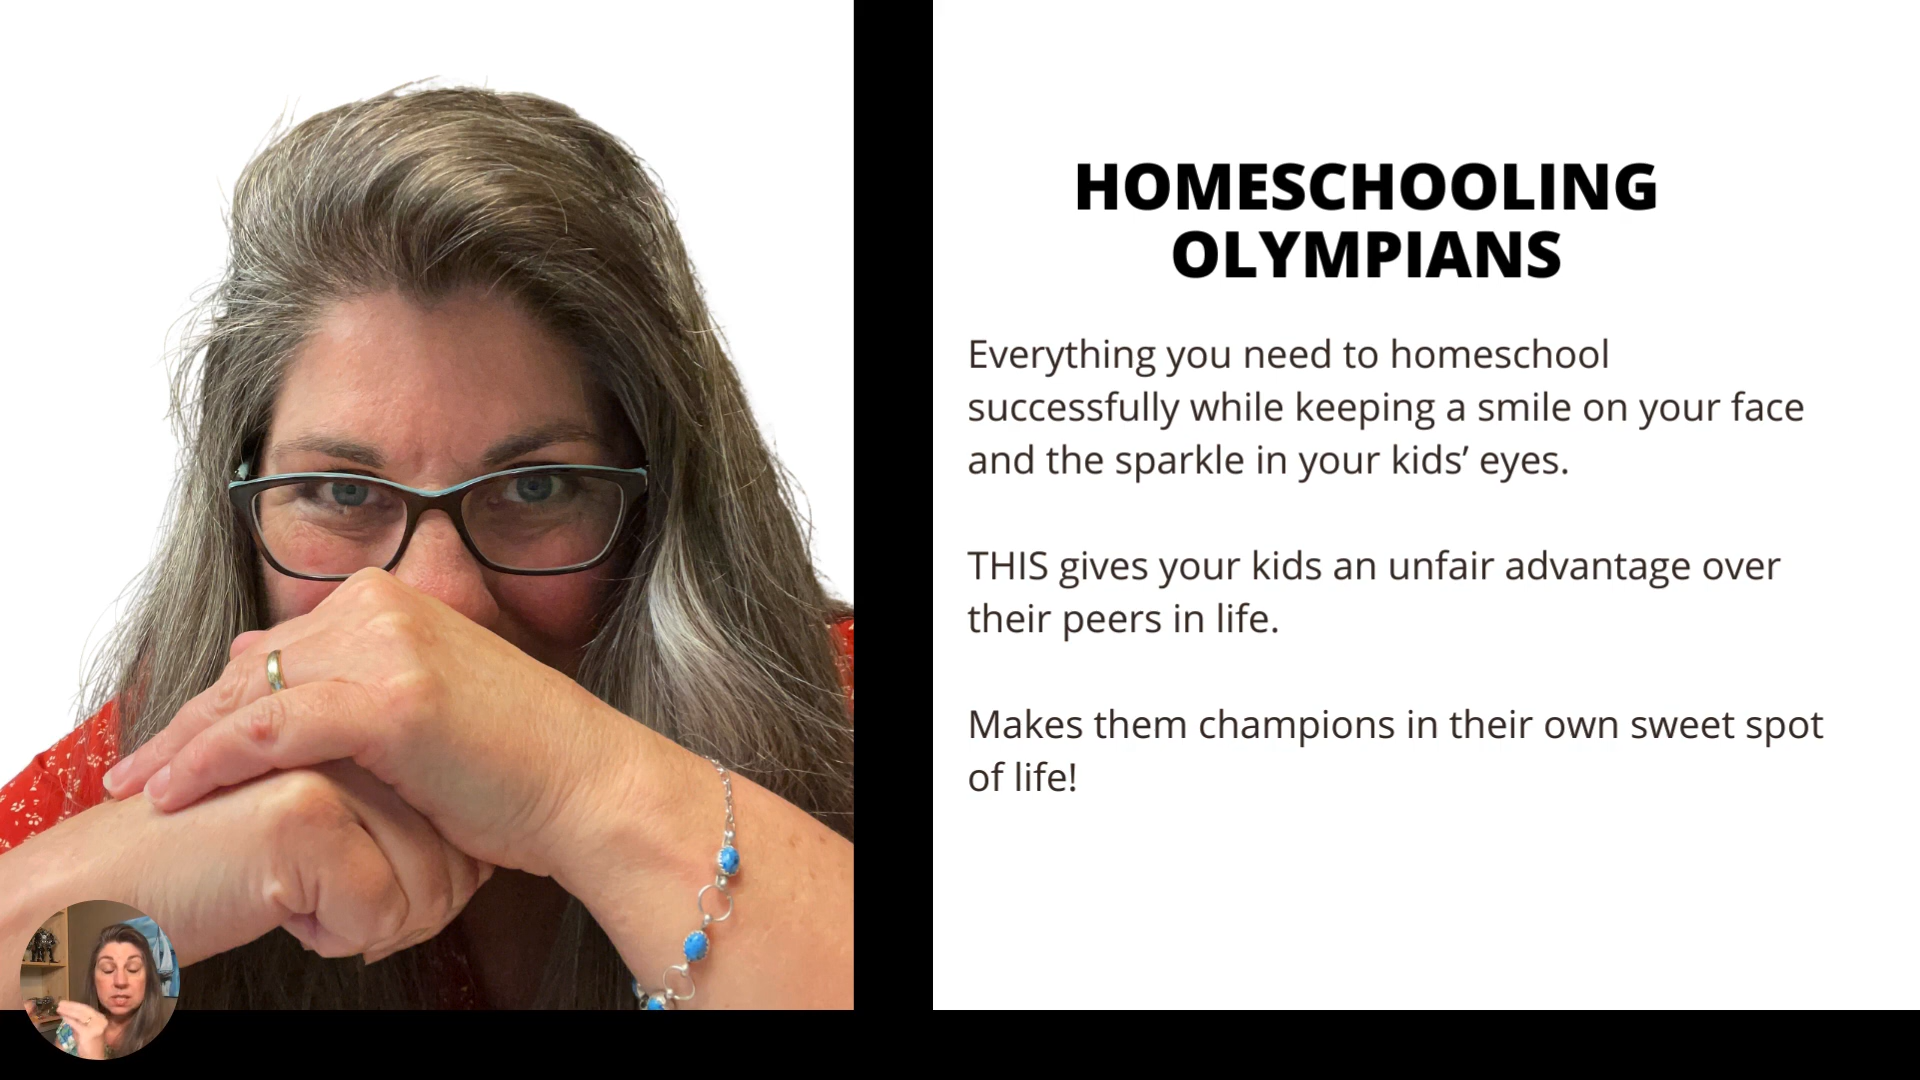 HOMESCHOOLING
OLYMPIANS
Everything you need to homeschool
successfully while keeping a smile on your face
and the sparkle in your kids’ eyes.
THIS gives your kids an unfair advantage over
their peers in life.
Makes them champions in their own sweet spot
of life!